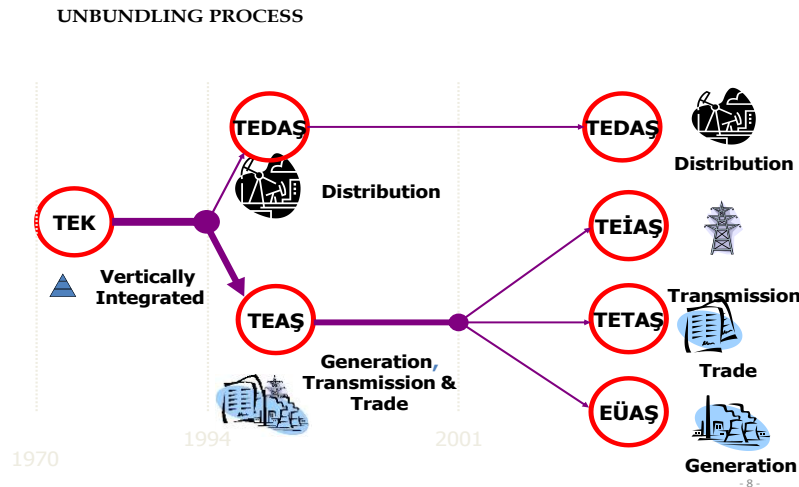 UNBUNDLING PROCESS
TEDAŞ
TEDAŞ
Distribution
Distribution
TEK
Vertically
Integrated
TEİAŞ
Transmission
TEAŞ
Generation,
Transmission &
Trade
TETAŞ
Trade
EÜAŞ
Generation
1970
1994
2001
- 8 -